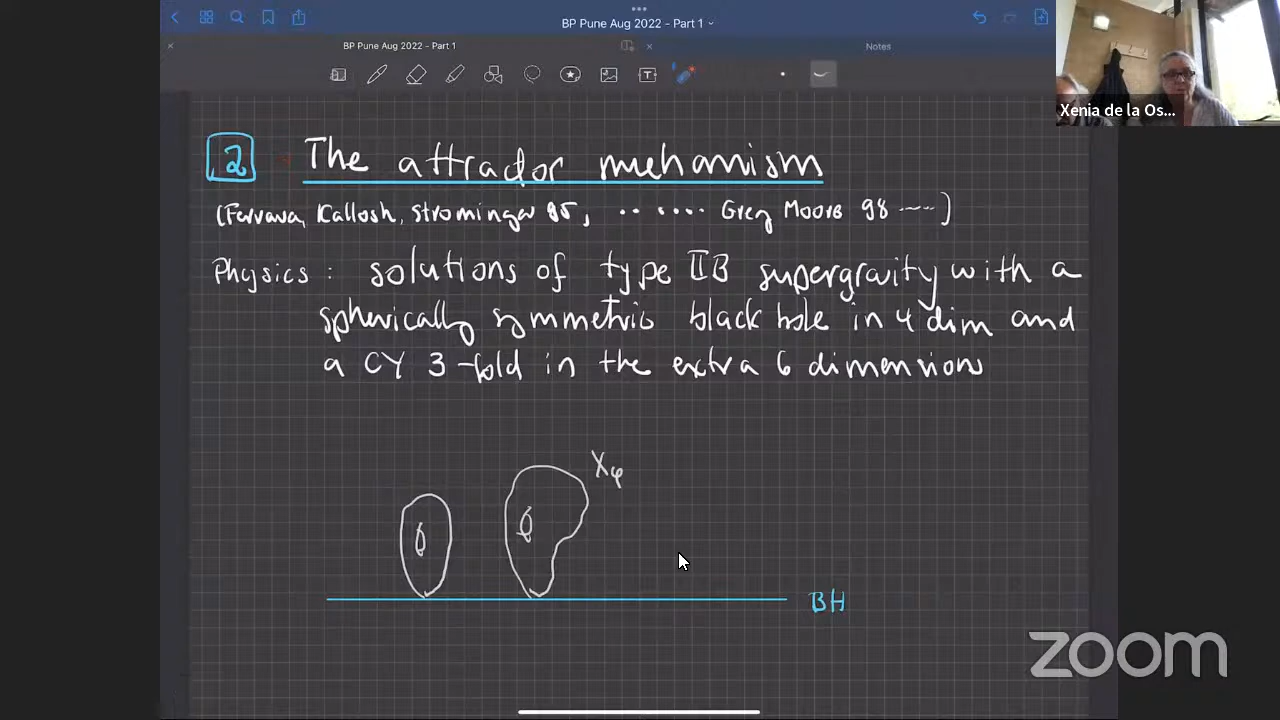 BP Pune Aug 2022 - Part 1
BP Pune Aug 2022 - Part 1
Notes
Xenia de la Os...
2 The attractor mechanism
(Ferrara, Kallosh, Strominger 95, ...... Greg Moore 98 ----)
Physics: solutions of type IIB supergravity with a
spherically symmetric black hole in 4 dim and
a CY 3-fold in the extra 6 dimensions
Xφ
BH
zoom